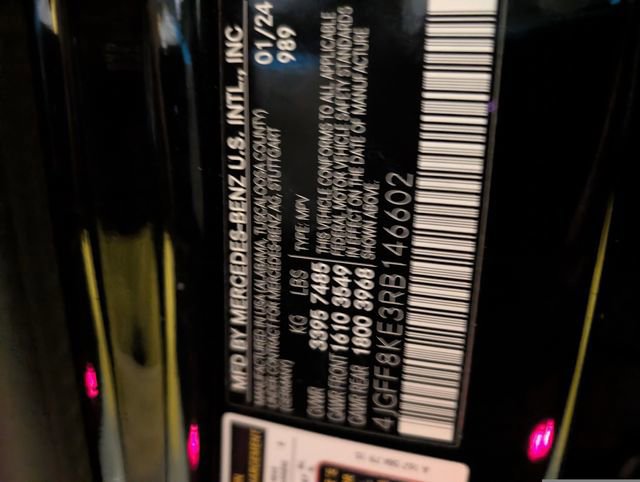 MFD BY MERCEDES-BENZ U.S. INTL., INC
01/24
989
MANUFACTURED IN U.S.A. (ALABAMA, TUSCALOOSA COUNTY)
UNDER CONTRACT OF MERCEDES-BENZ AG, STUTTGART
(GERMANY)
KG LBS TYPE: MPV
GVWR 3395 7485
GAWR FRONT 1610 3549
GAWR REAR 1800 3968
THIS VEHICLE CONFORMS TO ALL APPLICABLE
FEDERAL MOTOR VEHICLE SAFETY STANDARDS
IN EFFECT ON THE DATE OF MANUFACTURE
SHOWN ABOVE.
4JGFF8KE3RB146602